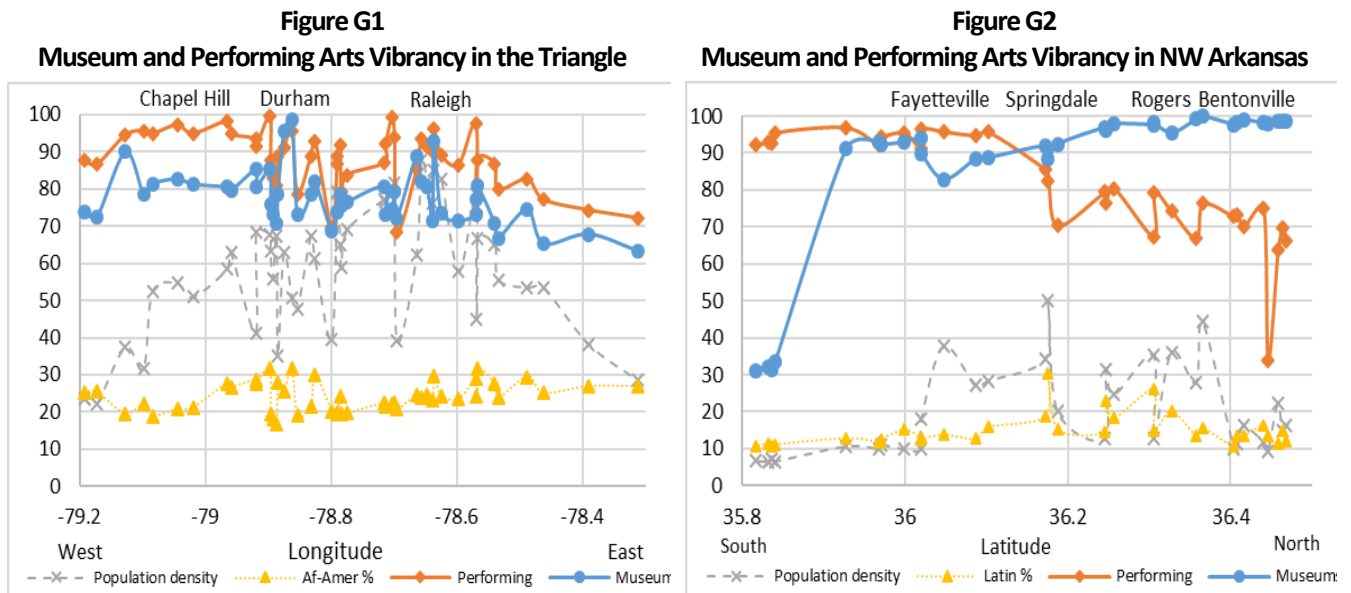 Figure G1
Museum and Performing Arts Vibrancy in the Triangle
Chapel Hill Durham Raleigh
100
90
80
70
60
50
40
30
20
10
0
-79.2 -79 -78.8 -78.6 -78.4
West Longitude East
Population density Af-Amer % Performing Museum
Figure G2
Museum and Performing Arts Vibrancy in NW Arkansas
Fayetteville Springdale Rogers Bentonville
100
90
80
70
60
50
40
30
20
10
0
35.8 36 36.2 36.4
South Latitude North
Population density Latin % Performing Museums